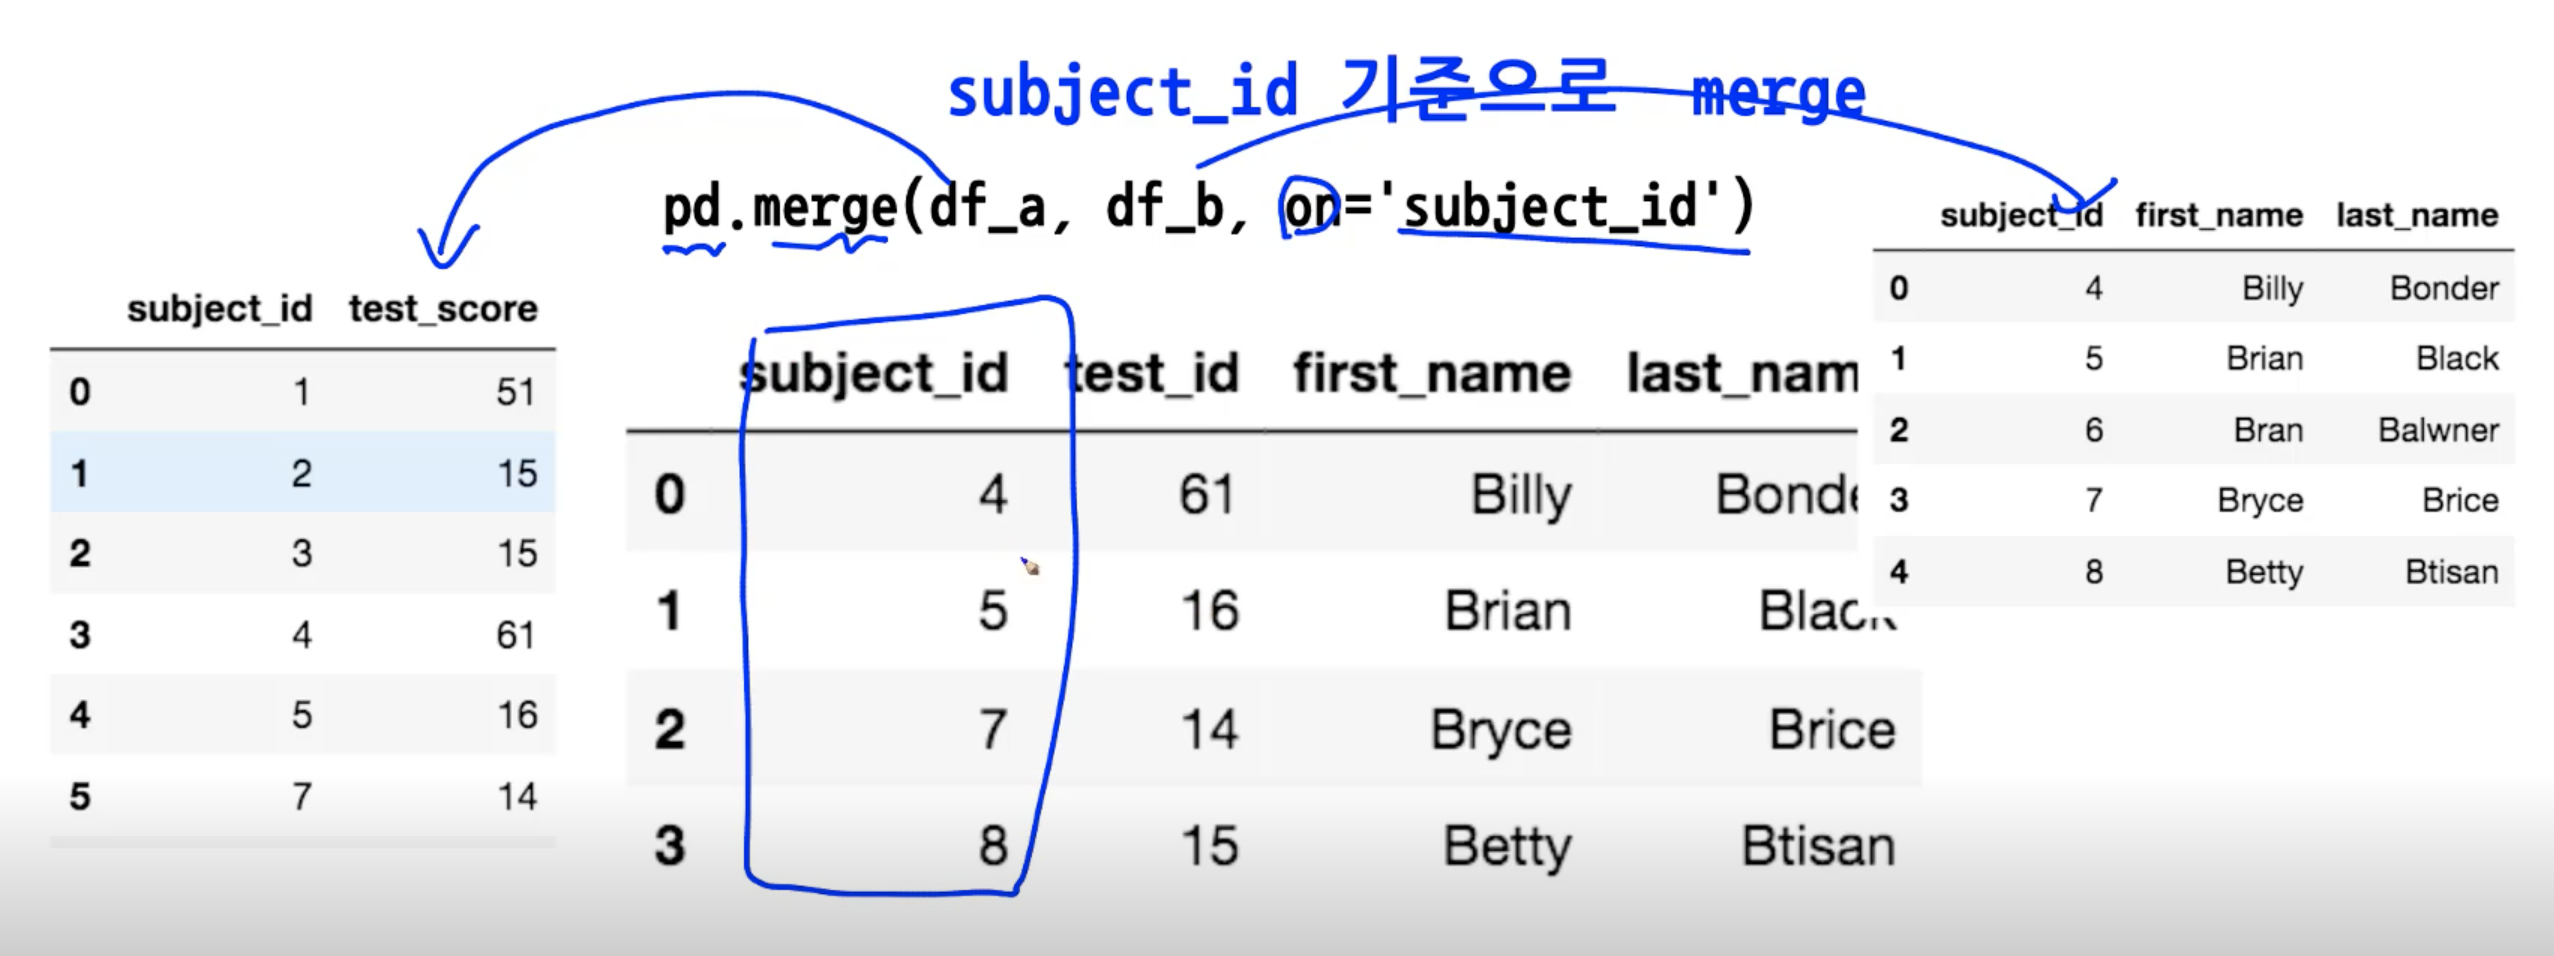 subject_id 기준으로 merge
pd.merge(df_a, df_b, on='subject_id')
subject_id test_score
0 1 51
1 2 15
2 3 15
3 4 61
4 5 16
5 7 14
subject_id test_id first_name last_nam
0 4 61 Billy Bonde
1 5 16 Brian Black
2 7 14 Bryce Brice
3 8 15 Betty Btisan
subject_id first_name last_name
0 4 Billy Bonder
1 5 Brian Black
2 6 Bran Balwner
3 7 Bryce Brice
4 8 Betty Btisan